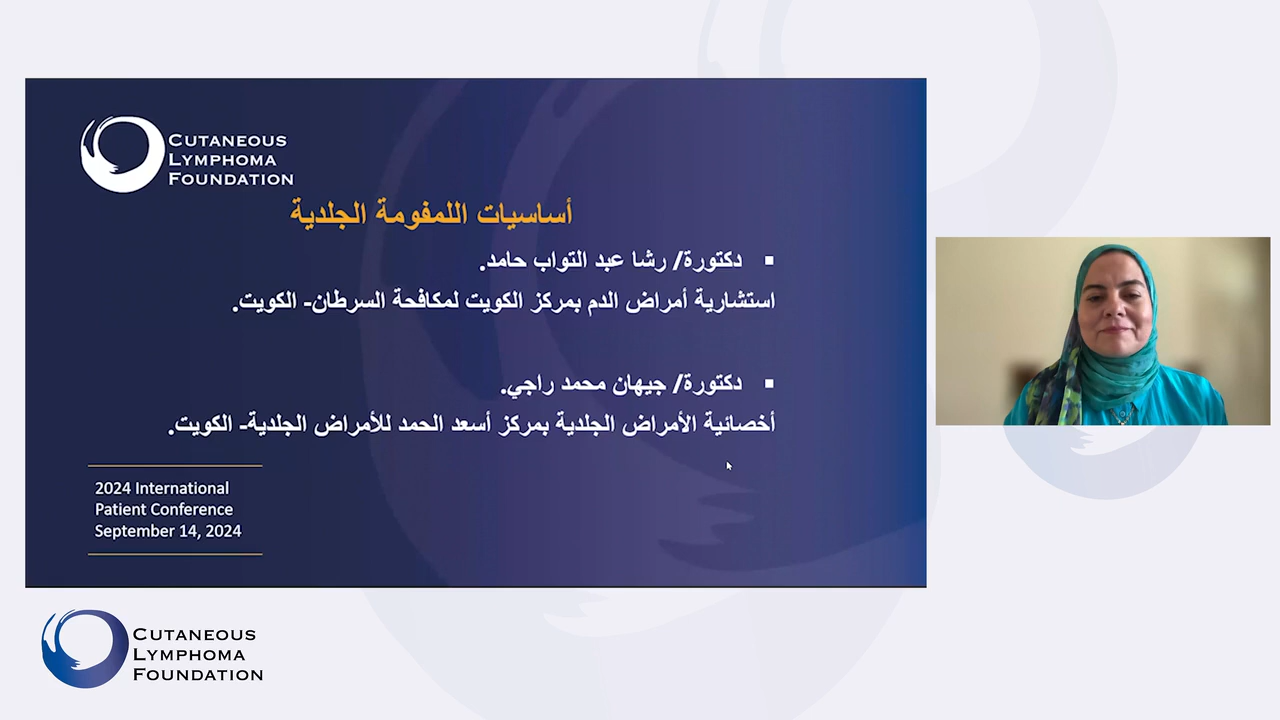 CUTANEOUS
LYMPHOMA
FOUNDATION
أساسيات اللمفومة الجلدية
▪ دكتورة/ رشا عبد التواب حامد.
استشارية أمراض الدم بمركز الكويت لمكافحة السرطان- الكويت.
▪ دكتورة/ جيهان محمد راجي.
أخصائية الأمراض الجلدية بمركز أسعد الحمد للأمراض الجلدية- الكويت.
2024 International
Patient Conference
September 14, 2024
CUTANEOUS
LYMPHOMA
FOUNDATION